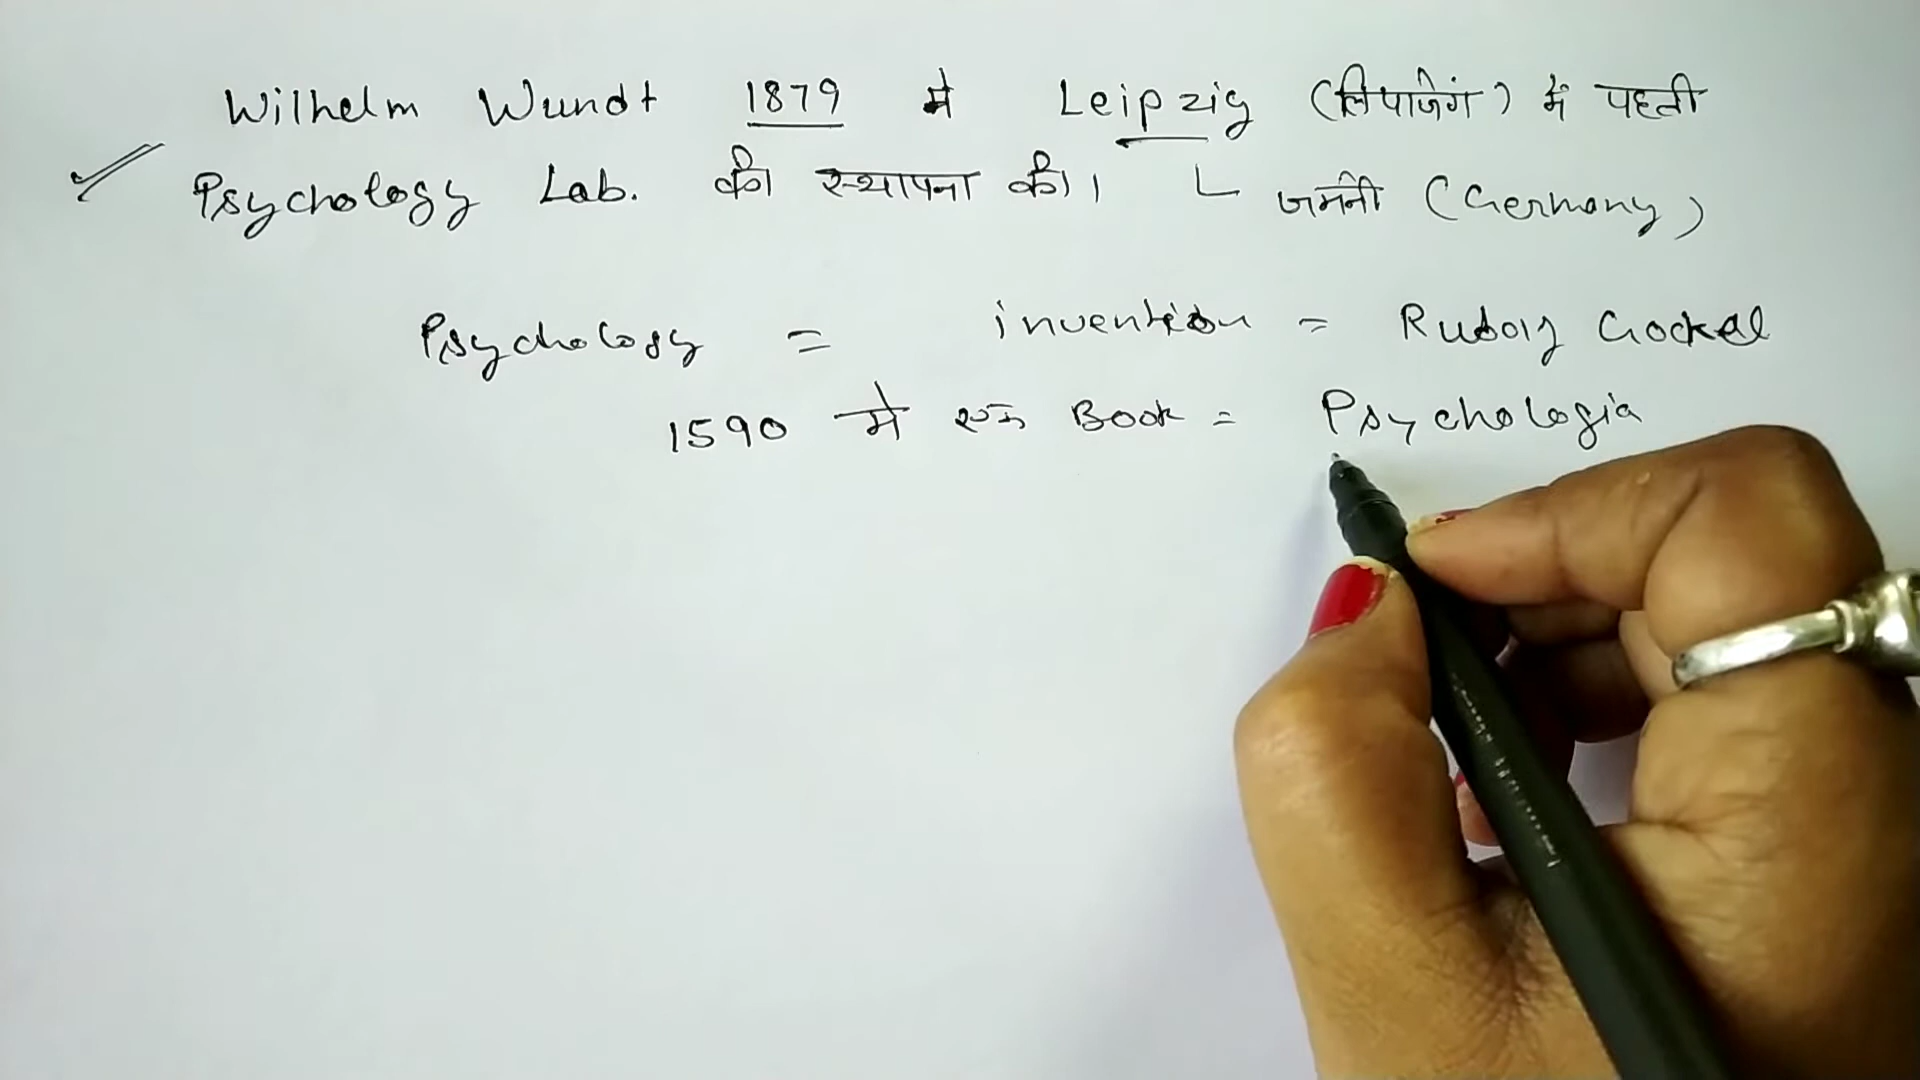 Wilhelm Wundt 1879 मे Leipzig (लिपाजेग) में पहली
Psychology Lab. की स्थापना की। └ जर्मनी (Germany)
Psychology = invention = Rudolf Gockel
1590 मे एक Book = Psychologia